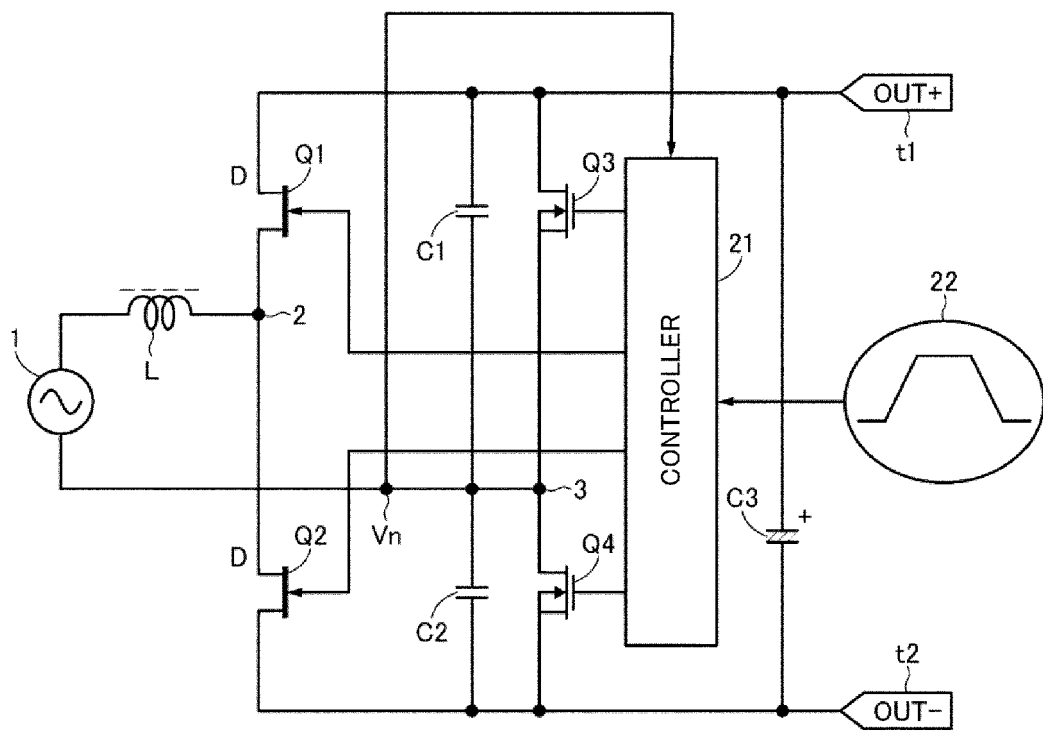 OUT+
t1
D
Q1
Q3
C1
21
22
2
1
L
CONTROLLER
3
Vn
C3
+
D
Q2
Q4
C2
t2
OUT−